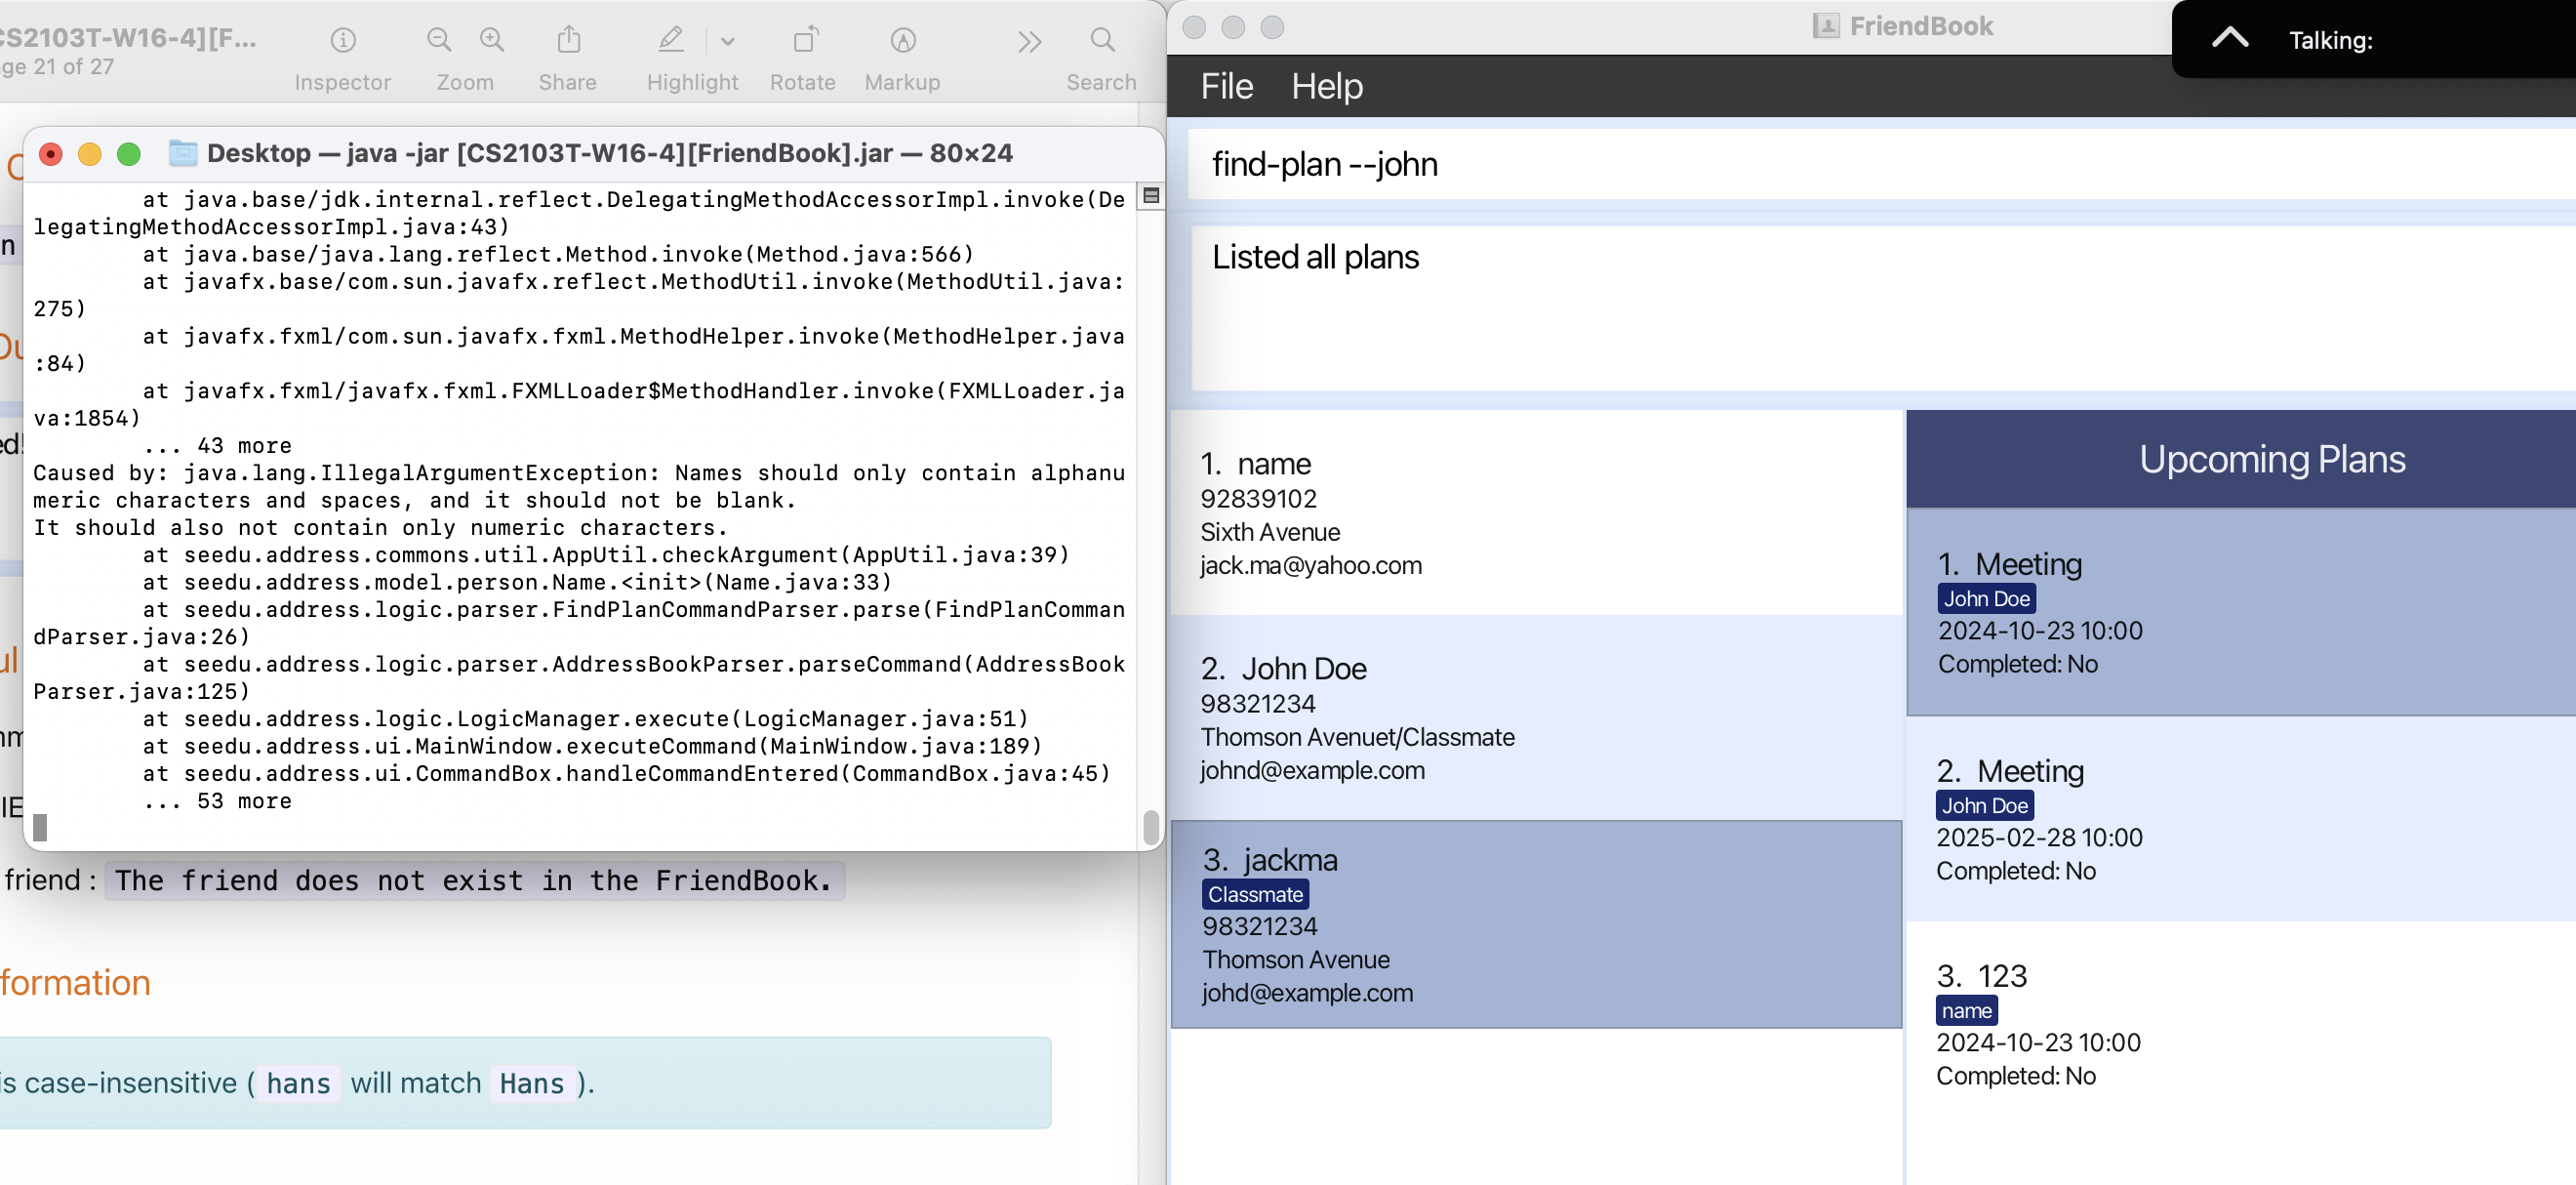 CS2103T-W16-4][F...
ge 21 of 27
Inspector
Zoom
Share
Highlight
Rotate
Markup
Search
Desktop — java -jar [CS2103T-W16-4][FriendBook].jar — 80×24
at java.base/jdk.internal.reflect.DelegatingMethodAccessorImpl.invoke(De
legatingMethodAccessorImpl.java:43)
at java.base/java.lang.reflect.Method.invoke(Method.java:566)
at javafx.base/com.sun.javafx.reflect.MethodUtil.invoke(MethodUtil.java:
275)
at javafx.fxml/com.sun.javafx.fxml.MethodHelper.invoke(MethodHelper.java
:84)
at javafx.fxml/javafx.fxml.FXMLLoader$MethodHandler.invoke(FXMLLoader.ja
va:1854)
... 43 more
Caused by: java.lang.IllegalArgumentException: Names should only contain alphanu
meric characters and spaces, and it should not be blank.
It should also not contain only numeric characters.
at seedu.address.commons.util.AppUtil.checkArgument(AppUtil.java:39)
at seedu.address.model.person.Name.<init>(Name.java:33)
at seedu.address.logic.parser.FindPlanCommandParser.parse(FindPlanComman
dParser.java:26)
at seedu.address.logic.parser.AddressBookParser.parseCommand(AddressBook
Parser.java:125)
at seedu.address.logic.LogicManager.execute(LogicManager.java:51)
at seedu.address.ui.MainWindow.executeCommand(MainWindow.java:189)
at seedu.address.ui.CommandBox.handleCommandEntered(CommandBox.java:45)
... 53 more
friend : The friend does not exist in the FriendBook.
formation
is case-insensitive ( hans will match Hans ).
FriendBook
Talking:
File Help
find-plan --john
Listed all plans
1. name
92839102
Sixth Avenue
jack.ma@yahoo.com
2. John Doe
98321234
Thomson Avenuet/Classmate
johnd@example.com
3. jackma
Classmate
98321234
Thomson Avenue
johd@example.com
Upcoming Plans
1. Meeting
John Doe
2024-10-23 10:00
Completed: No
2. Meeting
John Doe
2025-02-28 10:00
Completed: No
3. 123
name
2024-10-23 10:00
Completed: No